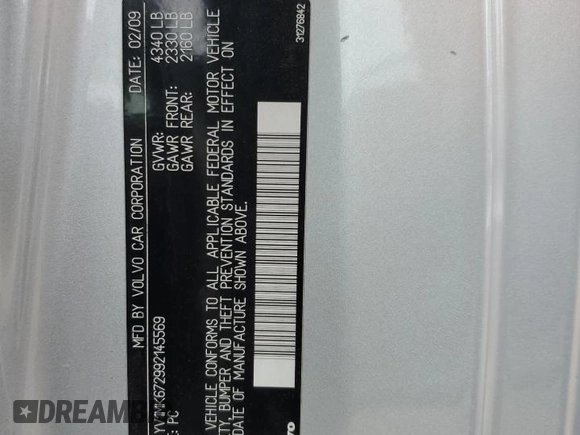 MFD BY VOLVO CAR CORPORATION DATE: 02/09
GVWR: 4340 LB
GAWR FRONT: 2330 LB
GAWR REAR: 2160 LB
VEHICLE CONFORMS TO ALL APPLICABLE FEDERAL MOTOR VEHICLE
BUMPER AND THEFT PREVENTION STANDARDS IN EFFECT ON
DATE OF MANUFACTURE SHOWN ABOVE.
PC
31276842
DEALERSHIPS